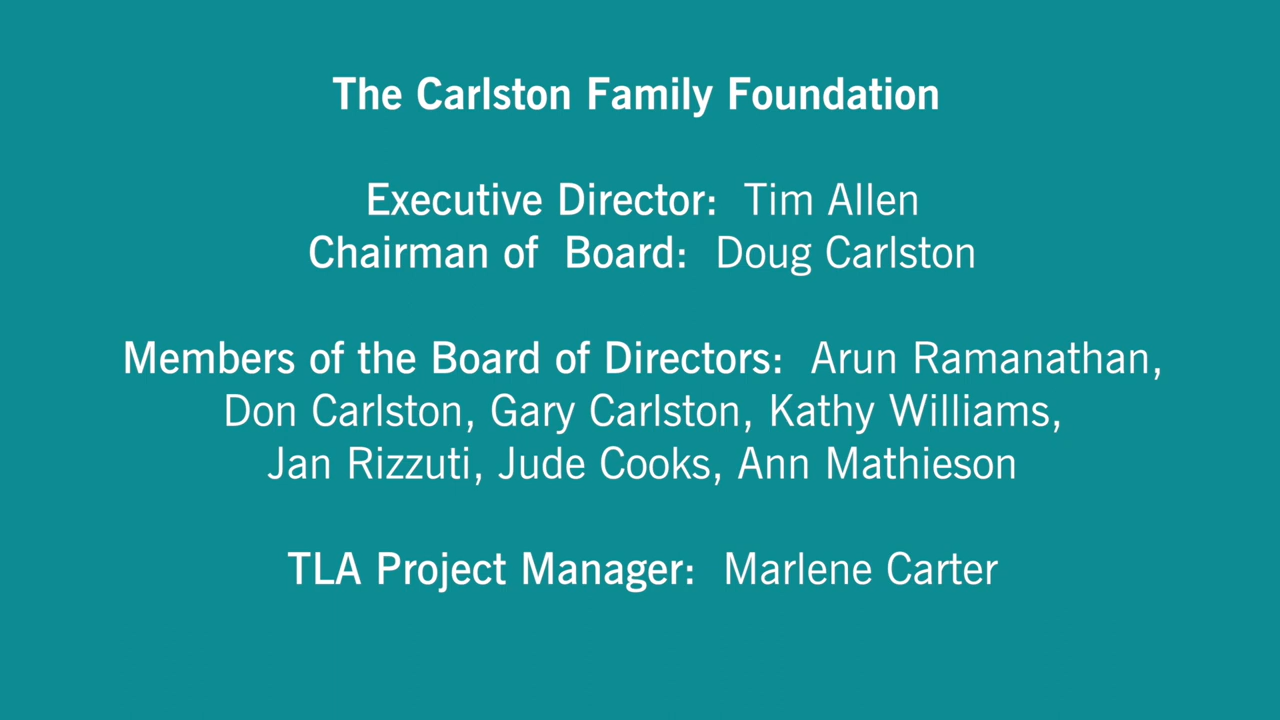 The Carlston Family Foundation
Executive Director: Tim Allen
Chairman of Board: Doug Carlston
Members of the Board of Directors: Arun Ramanathan,
Don Carlston, Gary Carlston, Kathy Williams,
Jan Rizzuti, Jude Cooks, Ann Mathieson
TLA Project Manager: Marlene Carter